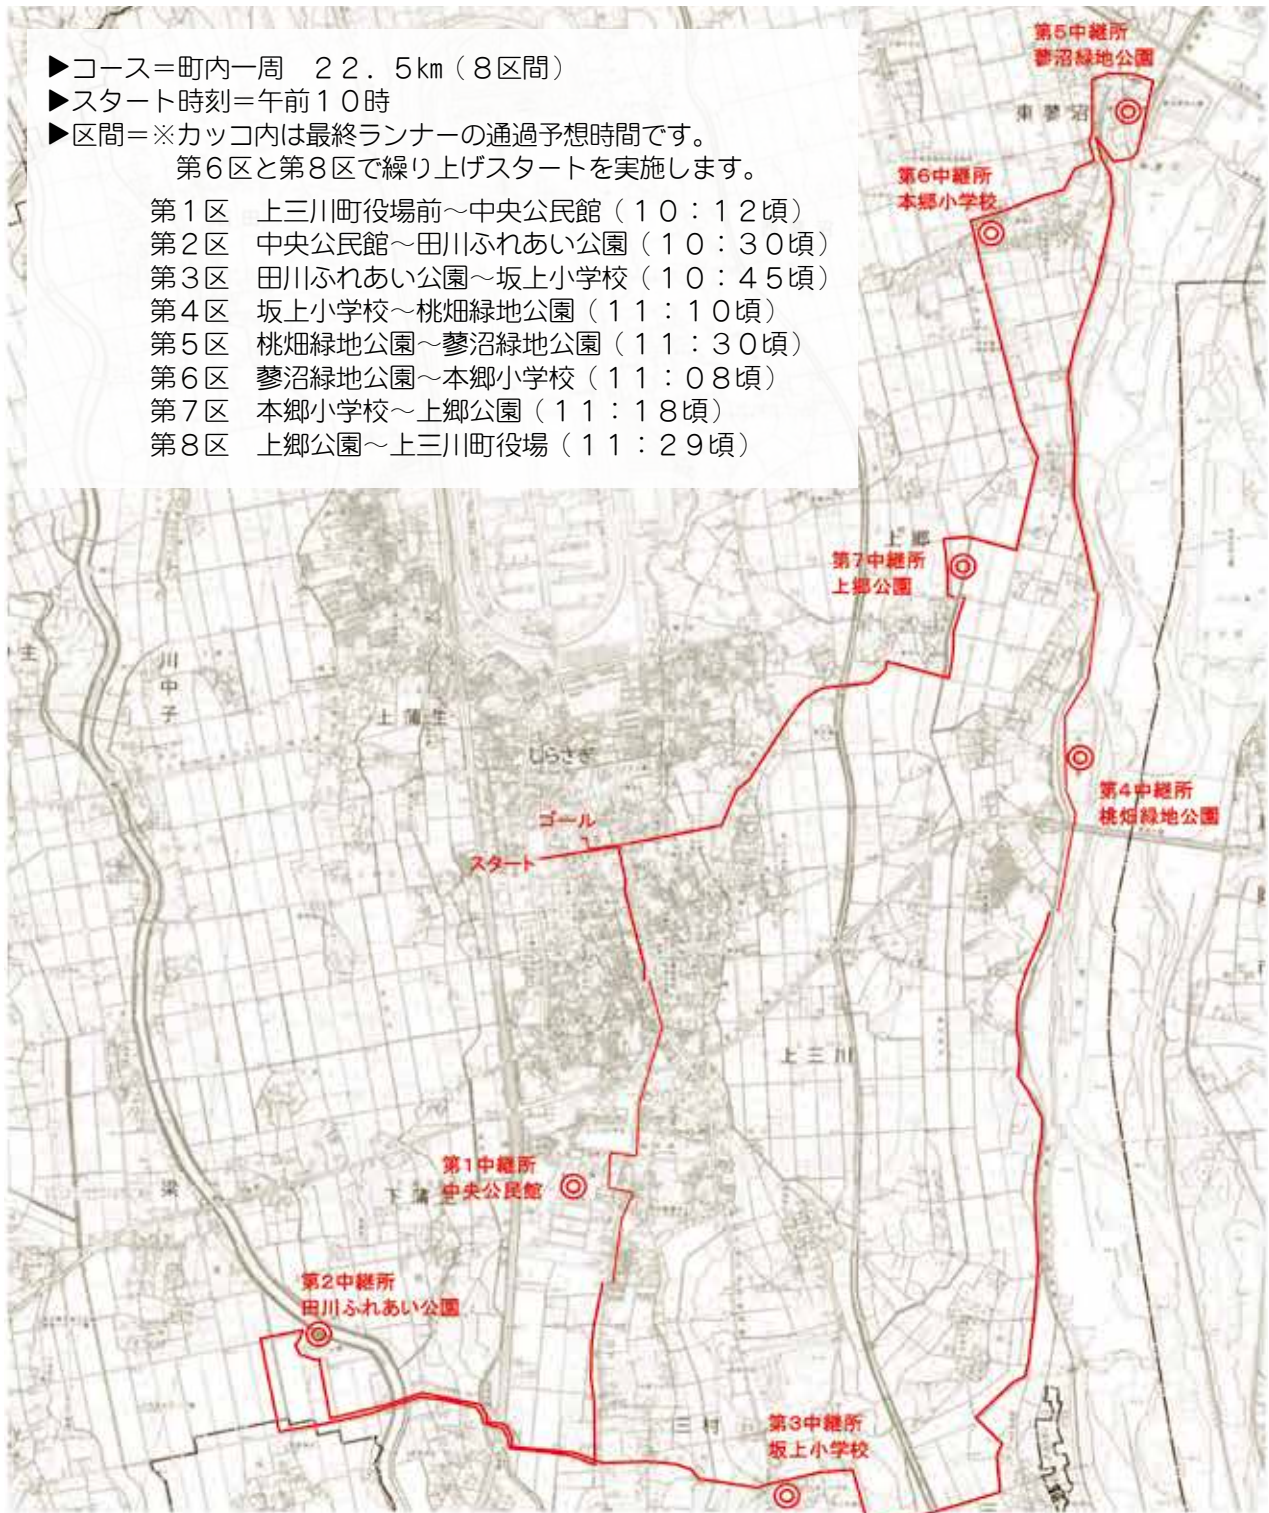 ▶コース＝町内一周　２２．５km（８区間）
▶スタート時刻＝午前１０時
▶区間＝※カッコ内は最終ランナーの通過予想時間です。
第６区と第８区で繰り上げスタートを実施します。
第１区　上三川町役場前～中央公民館（１０：１２頃）
第２区　中央公民館～田川ふれあい公園（１０：３０頃）
第３区　田川ふれあい公園～坂上小学校（１０：４５頃）
第４区　坂上小学校～桃畑緑地公園（１１：１０頃）
第５区　桃畑緑地公園～蓼沼緑地公園（１１：３０頃）
第６区　蓼沼緑地公園～本郷小学校（１１：０８頃）
第７区　本郷小学校～上郷公園（１１：１８頃）
第８区　上郷公園～上三川町役場（１１：２９頃）
第5中継所
蓼沼緑地公園
東蓼沼
第6中継所
本郷小学校
上郷
第7中継所
上郷公園
川中子
上蒲生
しらさぎ
第4中継所
桃畑緑地公園
ゴール
スタート
上三川
第1中継所
中央公民館
下蒲生
梁
第2中継所
田川ふれあい公園
三村
第3中継所
坂上小学校